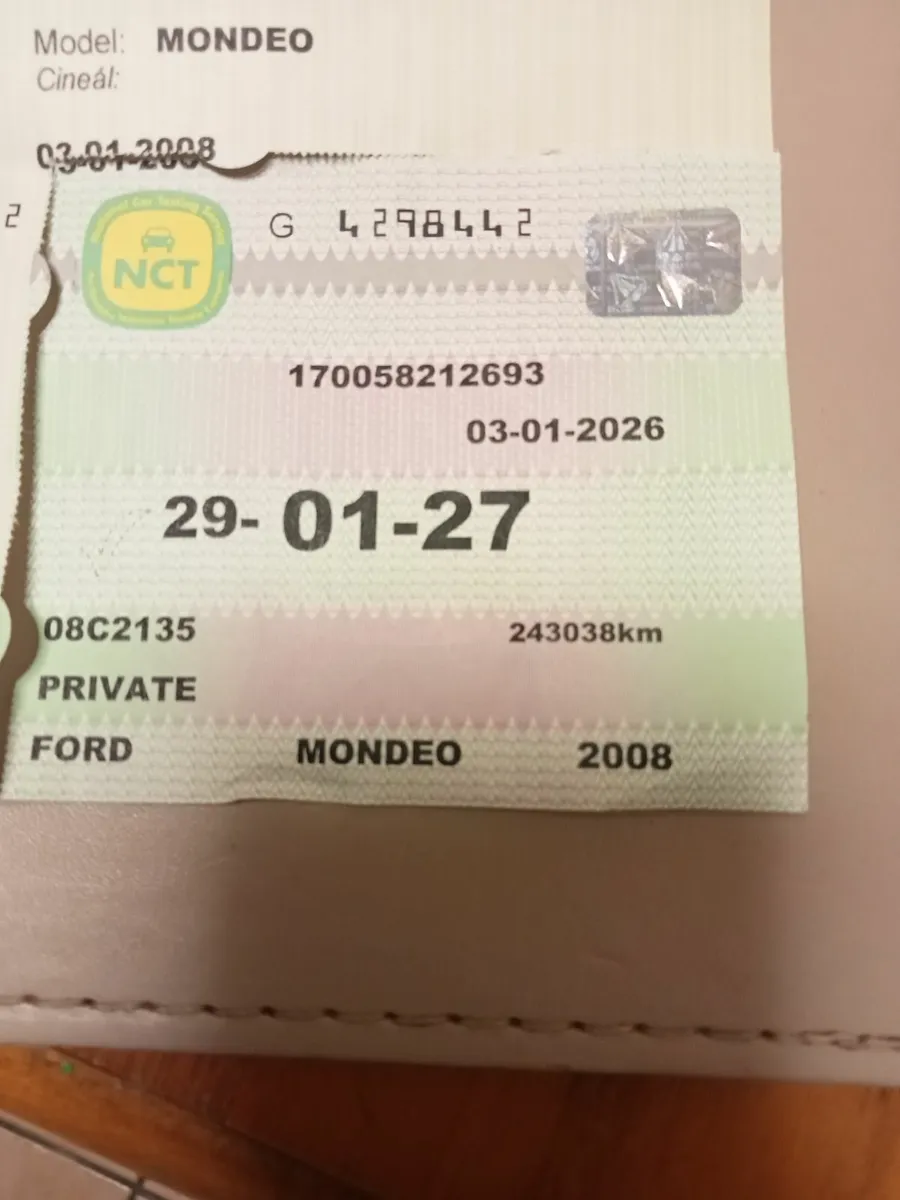 Model: MONDEO
Cineál:
03-01-2008
2
NCT
G 4298442
170058212693
03-01-2026
29- 01-27
08C2135 243038km
PRIVATE
FORD MONDEO 2008